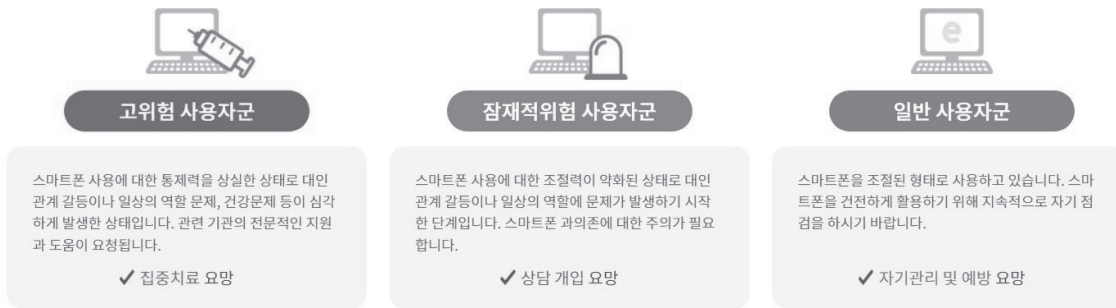 고위험 사용자군
스마트폰 사용에 대한 통제력을 상실한 상태로 대인
관계 갈등이나 일상의 역할 문제, 건강문제 등이 심각
하게 발생한 상태입니다. 관련 기관의 전문적인 지원
과 도움이 요청됩니다.
✓ 집중치료 요망
잠재적위험 사용자군
스마트폰 사용에 대한 조절력이 약화된 상태로 대인
관계 갈등이나 일상의 역할에 문제가 발생하기 시작
한 단계입니다. 스마트폰 과의존에 대한 주의가 필요
합니다.
✓ 상담 개입 요망
e
일반 사용자군
스마트폰을 조절된 형태로 사용하고 있습니다. 스마
트폰을 건전하게 활용하기 위해 지속적으로 자기 점
검을 하시기 바랍니다.
✓ 자기관리 및 예방 요망